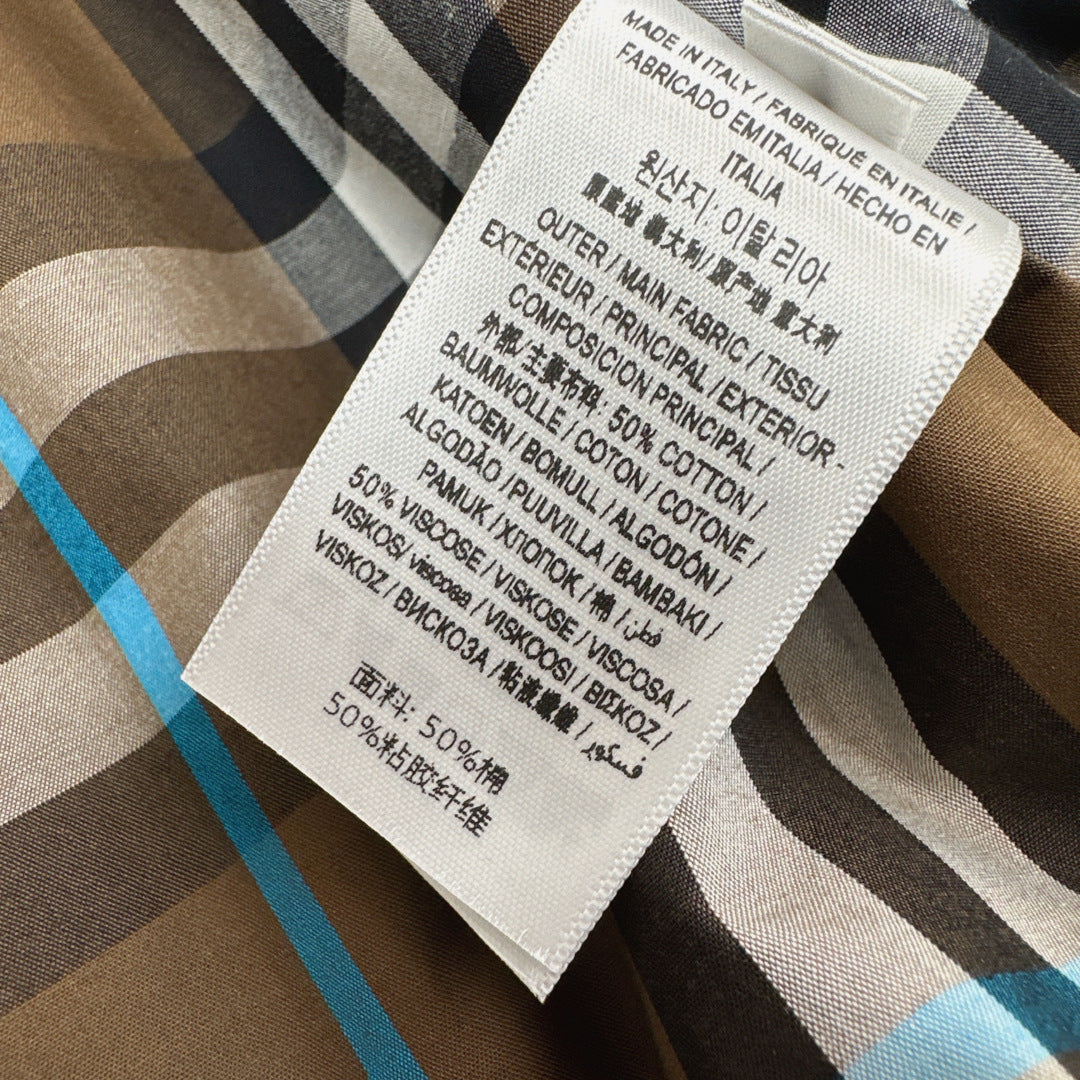 MADE IN ITALY / FABRIQUÉ EN ITALIE /
FABRICADO EM ITALIA / HECHO EN
ITALIA
원산지: 이탈리아
原產地 義大利 / 原产地 意大利
OUTER / MAIN FABRIC / TISSU
EXTÉRIEUR / PRINCIPAL / EXTERIOR -
COMPOSICION PRINCIPAL /
外部/主要布料: 50% COTTON /
BAUMWOLLE / COTON / COTONE /
KATOEN / BOMULL / ALGODÓN /
ALGODÃO / PUUVILLA / BAMBAKI /
PAMUK / ХЛОПОК / 棉 / قطن /
50% VISCOSE / VISKOSE / VISCOSA /
VISKOS / viscosa / VISKOOSI / ΒΙΣΚΟΖ /
VISKOZ / ВИСКОЗА / 粘液纖維 / فسكوز
面料: 50%棉
50%粘胶纤维